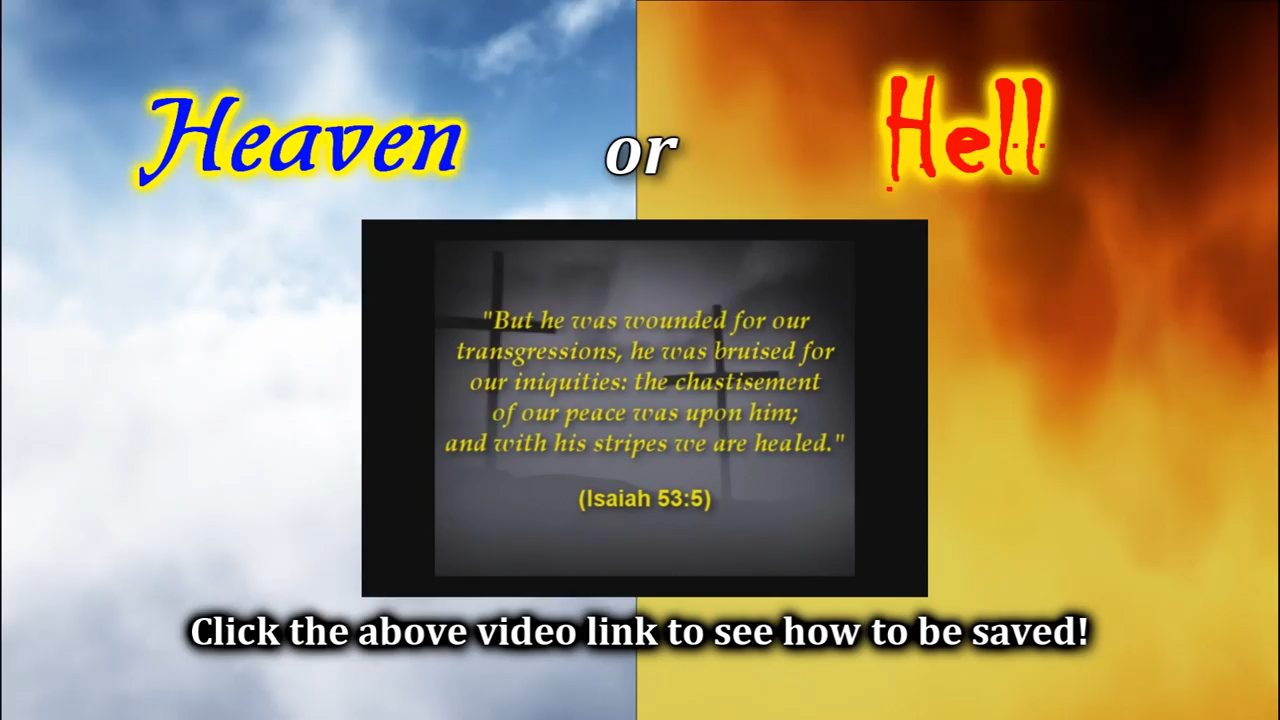 Heaven or Hell
"But he was wounded for our
transgressions, he was bruised for
our iniquities: the chastisement
of our peace was upon him;
and with his stripes we are healed."
(Isaiah 53:5)
Click the above video link to see how to be saved!